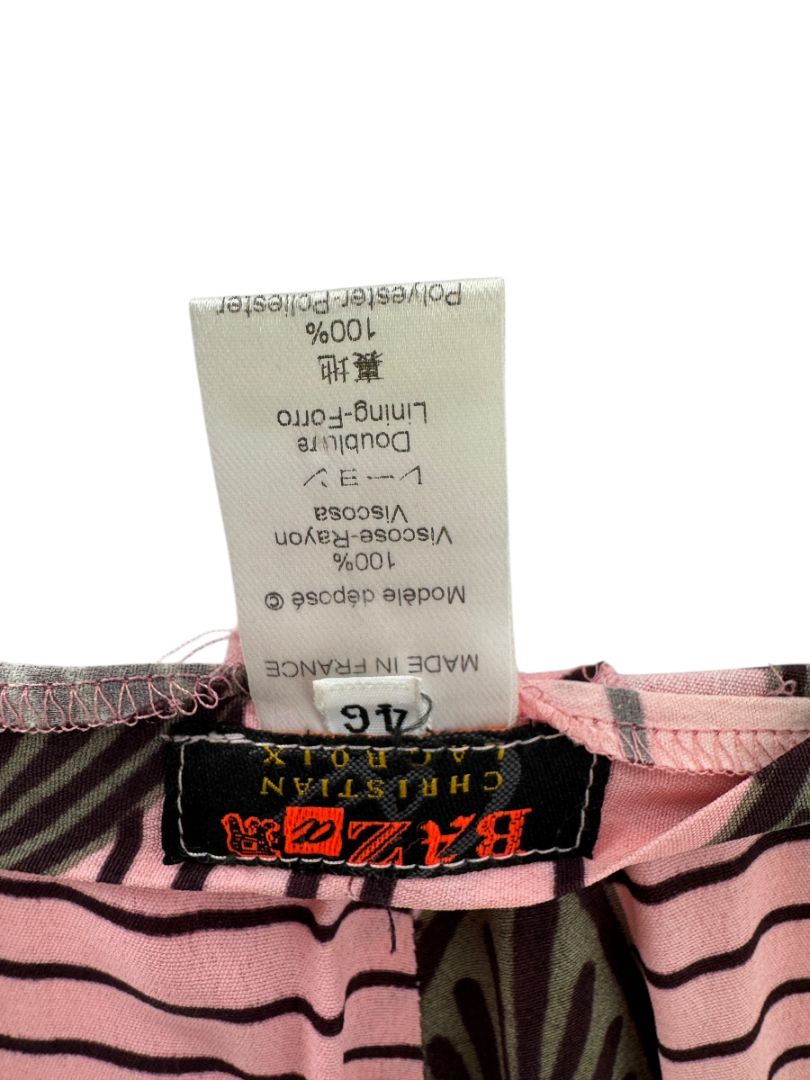 BAZaR
CHRISTIAN
LACROIX
46
MADE IN FRANCE
Modèle déposé ©
100%
Viscose-Rayon
Viscosa
レーヨン
Doublure
Lining-Forro
裏地
100%
Polyester-Poliester